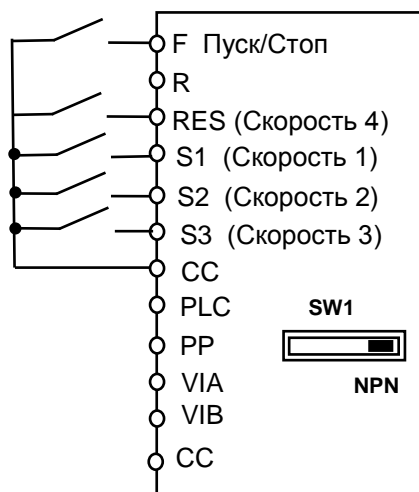 F Пуск/Стоп
R
RES (Скорость 4)
S1 (Скорость 1)
S2 (Скорость 2)
S3 (Скорость 3)
CC
PLC
SW1
PP
VIA
NPN
VIB
CC